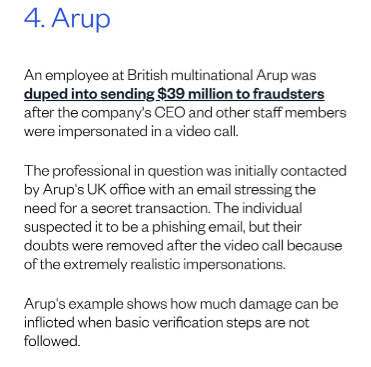 4. Arup
An employee at British multinational Arup was
duped into sending $39 million to fraudsters
after the company's CEO and other staff members
were impersonated in a video call.
The professional in question was initially contacted
by Arup's UK office with an email stressing the
need for a secret transaction. The individual
suspected it to be a phishing email, but their
doubts were removed after the video call because
of the extremely realistic impersonations.
Arup's example shows how much damage can be
inflicted when basic verification steps are not
followed.